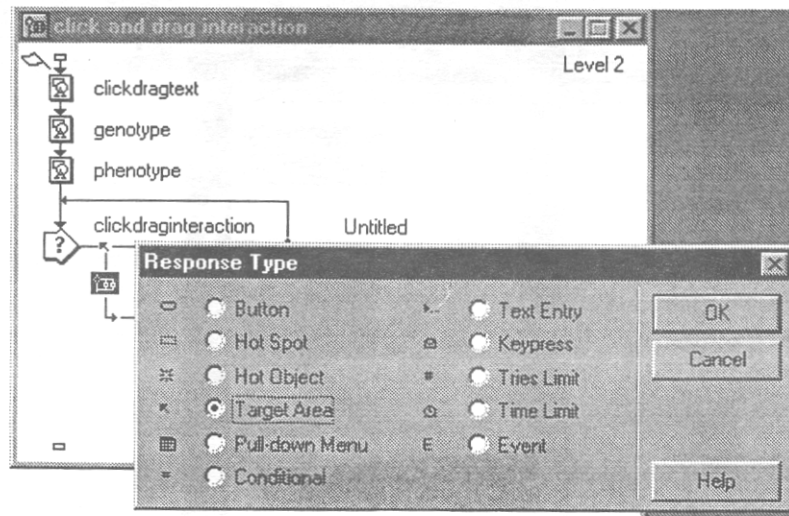 click and drag interaction
Level 2
clickdragtext
genotype
phenotype
clickdraginteraction Untitled
?
Response Type
Button
Hot Spot
Hot Object
Target Area
Pull-down Menu
= Conditional
Text Entry
Keypress
# Tries Limit
Time Limit
E Event
OK
Cancel
Help